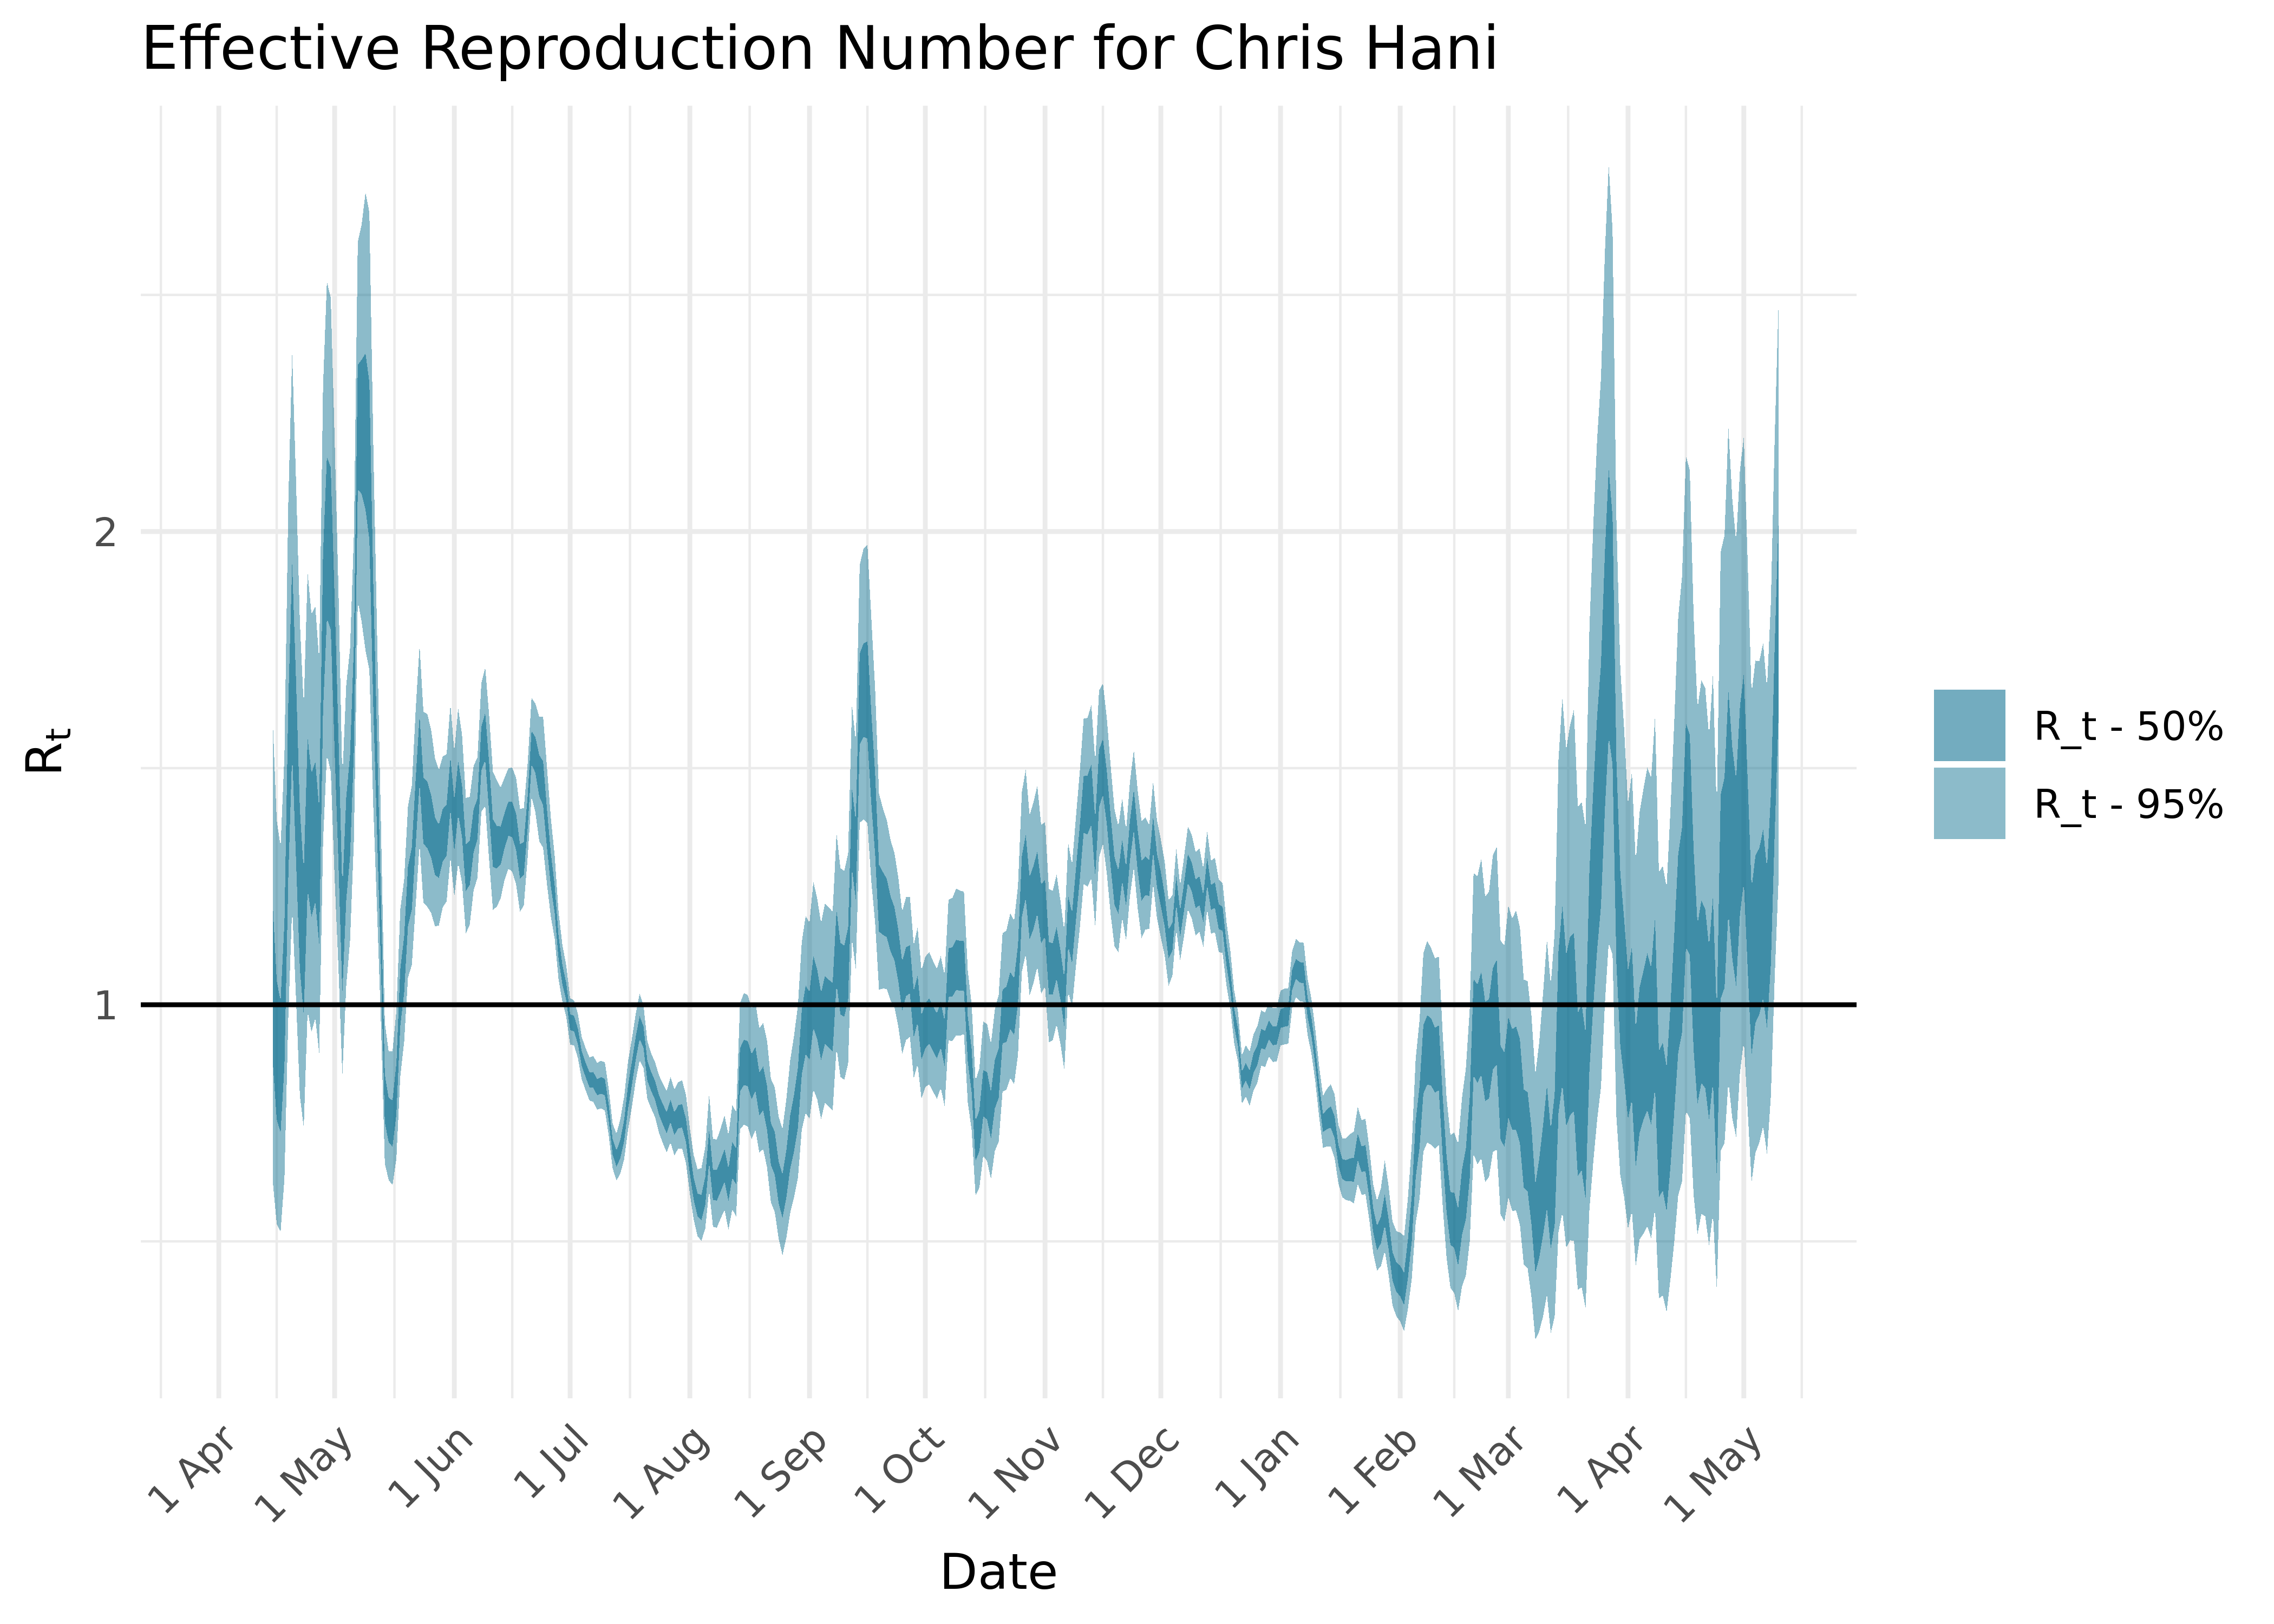 Effective Reproduction Number for Chris Hani
Rt
2
1
1 Apr
1 May
1 Jun
1 Jul
1 Aug
1 Sep
1 Oct
1 Nov
1 Dec
1 Jan
1 Feb
1 Mar
1 Apr
1 May
Date
R_t - 50%
R_t - 95%